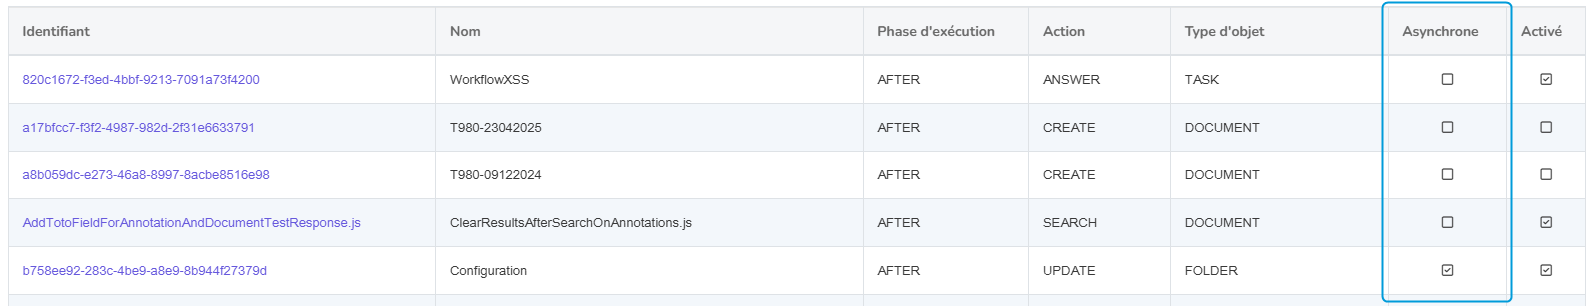 Identifiant Nom Phase d'exécution Action Type d'objet Asynchrone Activé
820c1672-f3ed-4bbf-9213-7091a73f4200 WorkflowXSS AFTER ANSWER TASK
a17bfcc7-f3f2-4987-982d-2f31e6633791 T980-23042025 AFTER CREATE DOCUMENT
a8b059dc-e273-46a8-8997-8acbe8516e98 T980-09122024 AFTER CREATE DOCUMENT
AddTotoFieldForAnnotationAndDocumentTestResponse.js ClearResultsAfterSearchOnAnnotations.js AFTER SEARCH DOCUMENT
b758ee92-283c-4be9-a8e9-8b944f27379d Configuration AFTER UPDATE FOLDER